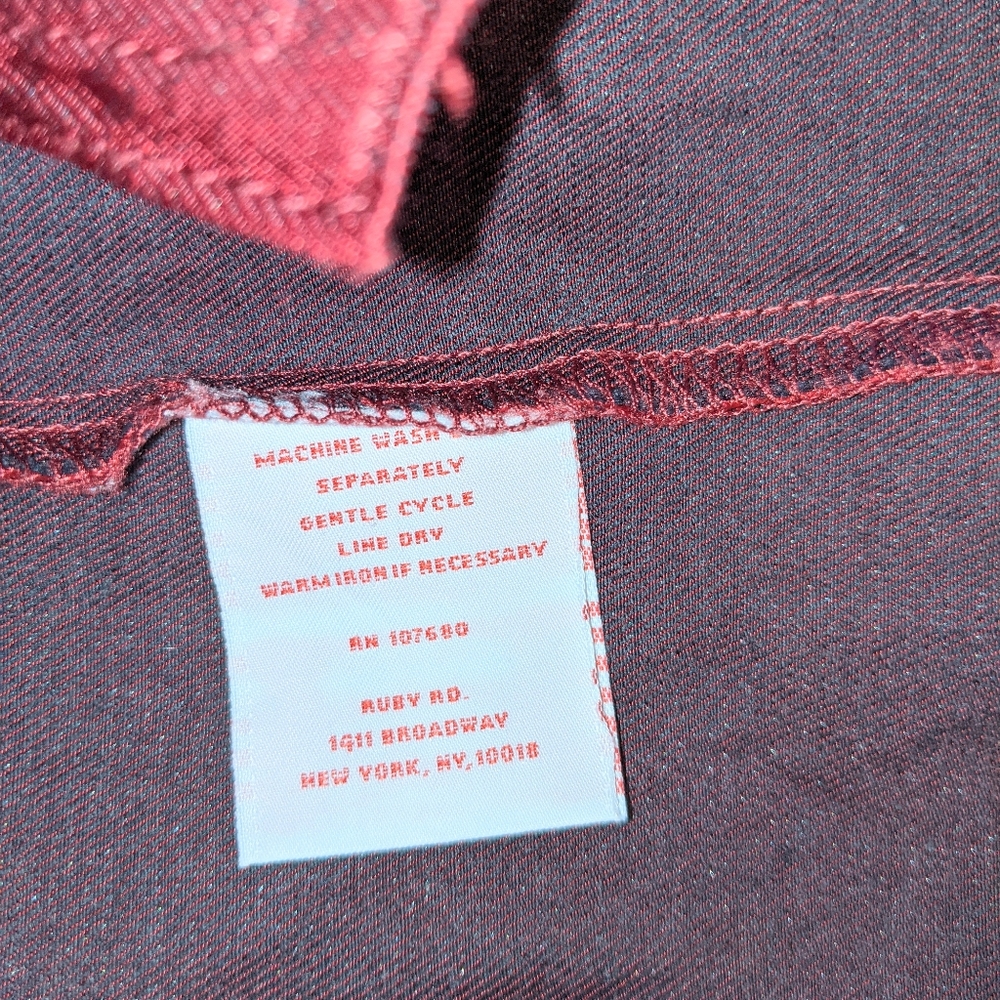 MACHINE WASH
SEPARATELY
GENTLE CYCLE
LINE DRY
WARM IRON IF NECESSARY
RN 107680
RUBY RD.
1411 BROADWAY
NEW YORK, NY, 10018